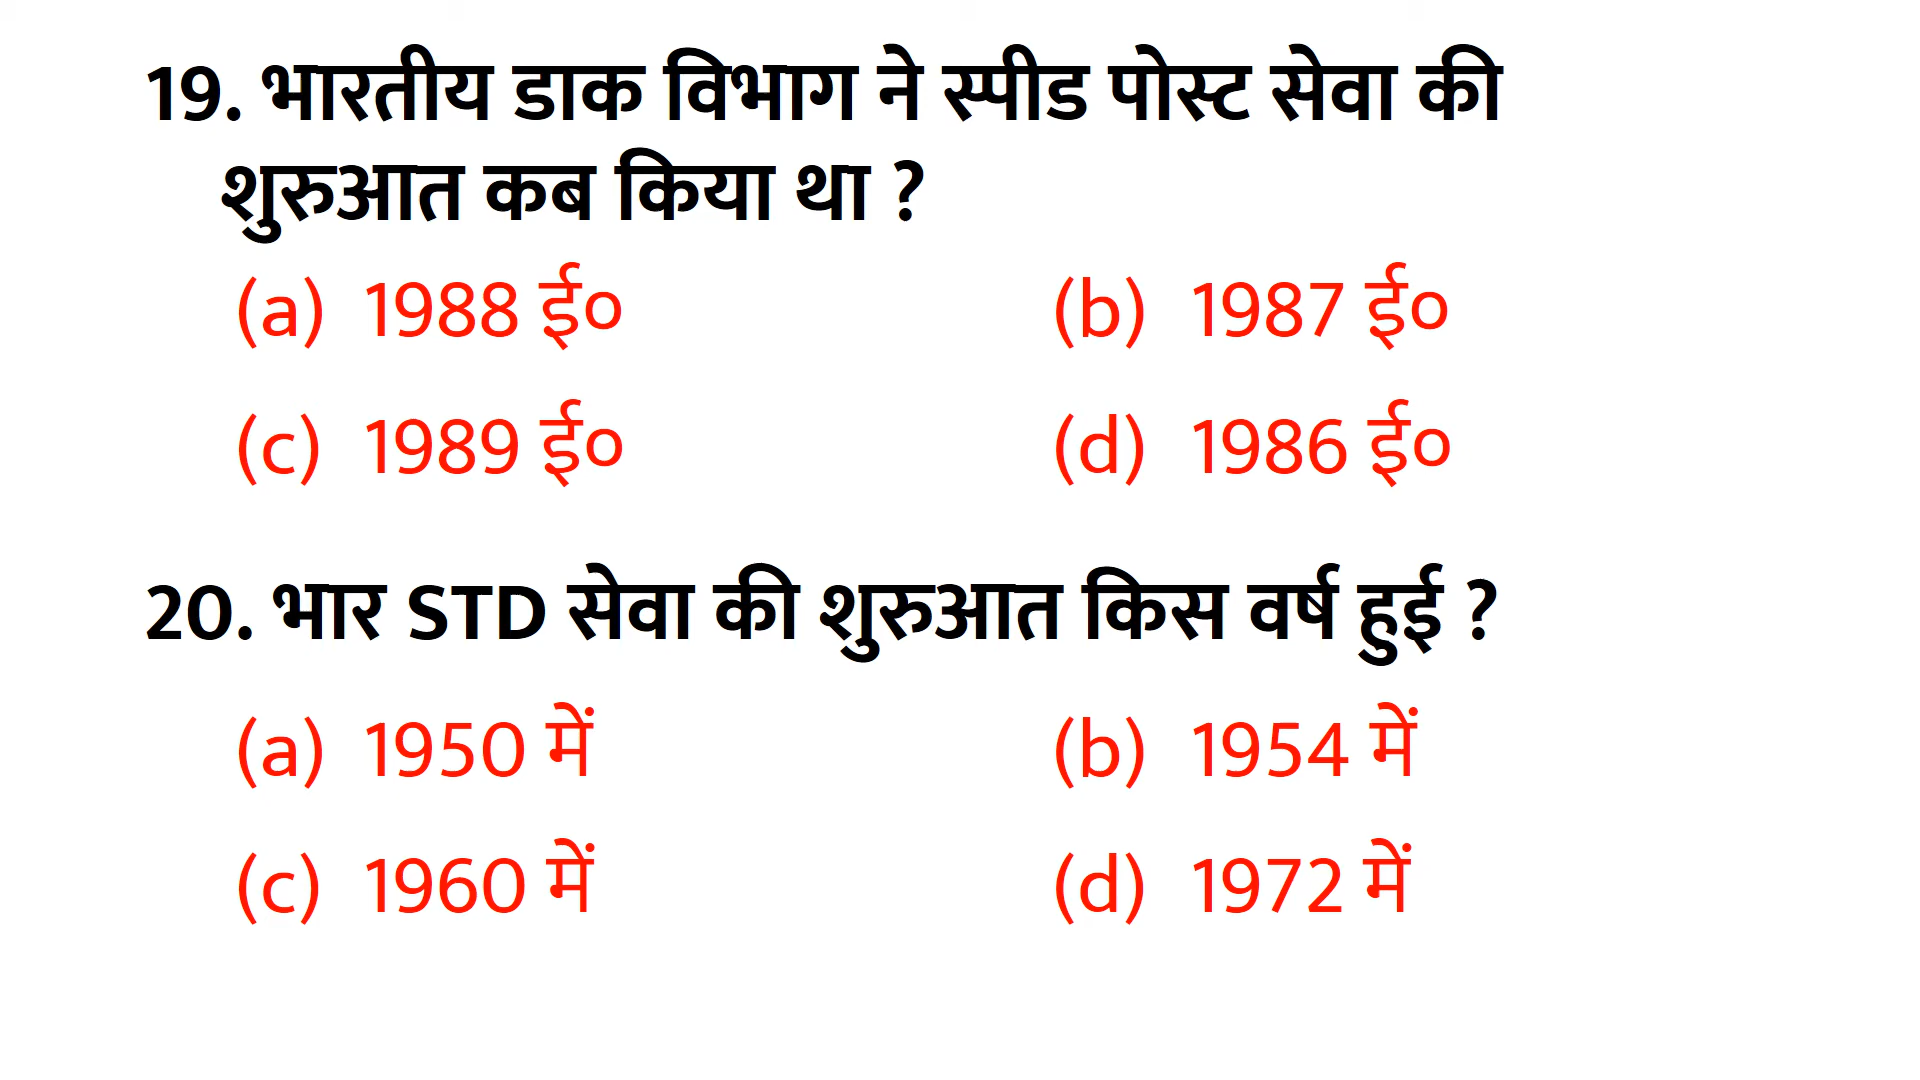 19. भारतीय डाक विभाग ने स्पीड पोस्ट सेवा की
शुरुआत कब किया था ?
(a) 1988 ई० (b) 1987 ई०
(c) 1989 ई० (d) 1986 ई०
20. भार STD सेवा की शुरुआत किस वर्ष हुई ?
(a) 1950 में (b) 1954 में
(c) 1960 में (d) 1972 में